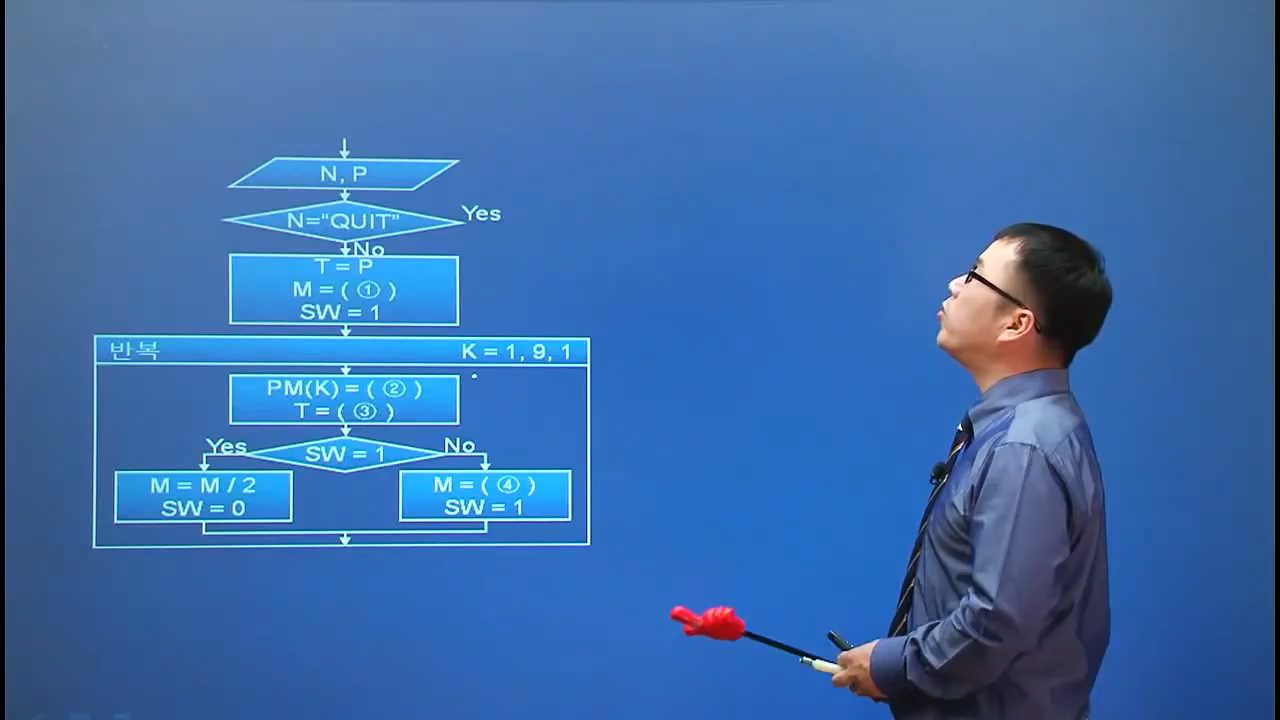 N, P
N="QUIT"
Yes
No
T = P
M = ( ① )
SW = 1
반복
K = 1, 9, 1
PM(K) = ( ② )
T = ( ③ )
Yes
SW = 1
No
M = M / 2
SW = 0
M = ( ④ )
SW = 1